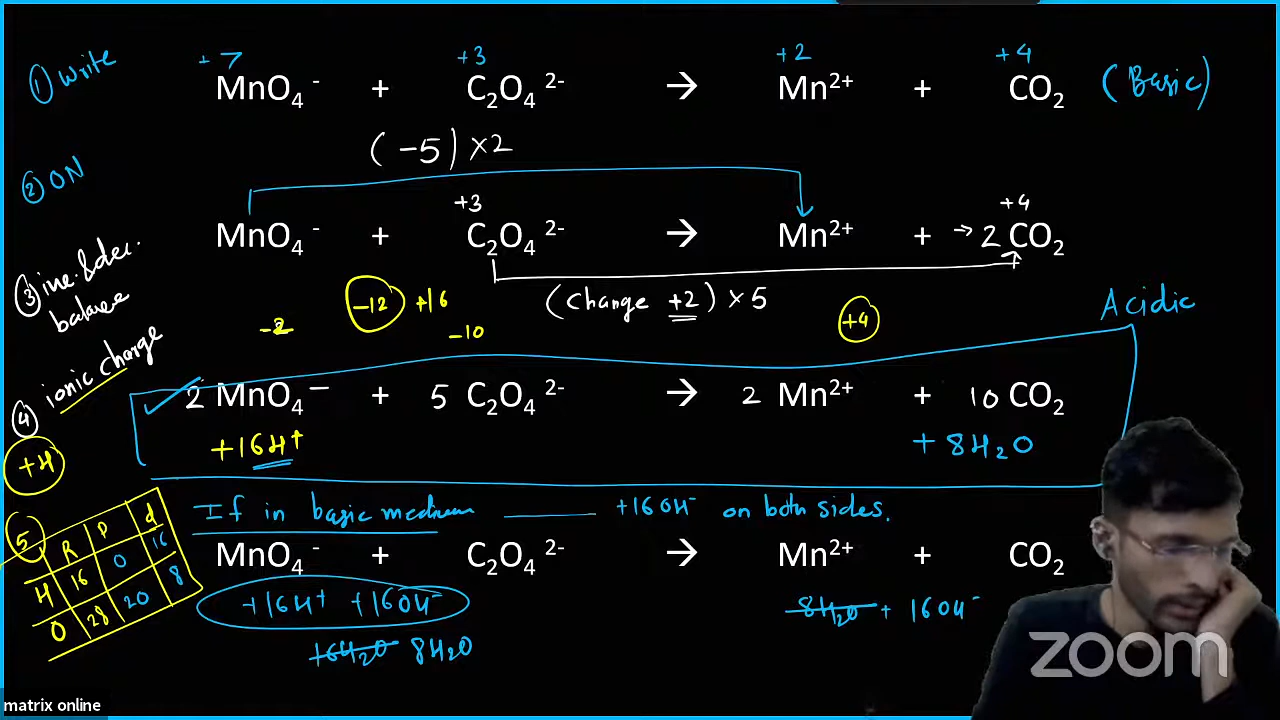 ① Write
+7 +3 +2 +4
MnO₄⁻ + C₂O₄²⁻ → Mn²⁺ + CO₂ (Basic)
(-5) ×2
② ON
+3 +4
MnO₄⁻ + C₂O₄²⁻ → Mn²⁺ + → 2 CO₂
③ inc. & dec.
balance
-12 +16 (Change +2) × 5 Acidic
-2 -10 +4
④ ionic charge
+4
2 MnO₄⁻ + 5 C₂O₄²⁻ → 2 Mn²⁺ + 10 CO₂
+16H⁺ + 8H₂O
If in basic medium ——— +16OH⁻ on both sides.
⑤
R P d
H 16 0 16
O 28 20 8
MnO₄⁻ + C₂O₄²⁻ → Mn²⁺ + CO₂
+16H⁺ +16OH⁻ 8H₂O + 16OH⁻
+16H₂O 8H₂O
zoom
matrix online